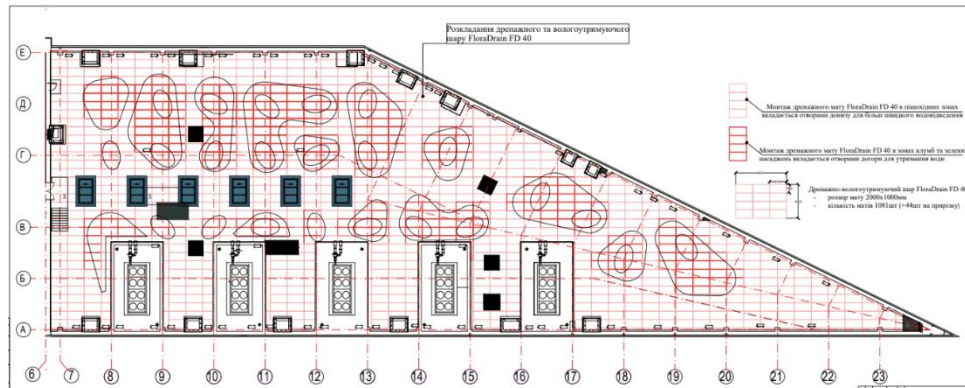 Розкладання дренажного та вологоутримуючого
шару FloraDrain FD 40
Монтаж дренажного мату FloraDrain FD 40 в пішохідних зонах
вкладається отворами донизу для більш швидкого водовідведення
Монтаж дренажного мату FloraDrain FD 40 в зонах клумб та зелених
насаджень вкладається отворами догори для утримання води
Дренажно-вологоутримуючий шар FloraDrain FD 40
- розмір мату 2000х1000мм
- кількість матів 1081шт (+44шт на прирізку)
Е
Д
Г
В
Б
А
6 7 8 9 10 11 12 13 14 15 16 17 18 19 20 21 22 23